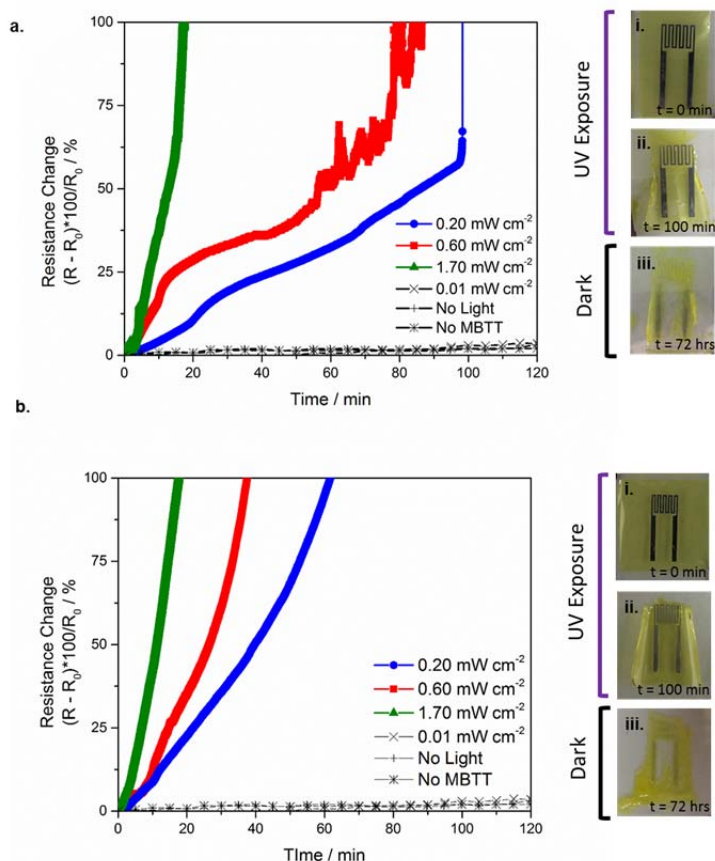 a.
100
75
50
25
0
Resistance Change
(R - R₀)*100/R₀ / %
0.20 mW cm⁻²
0.60 mW cm⁻²
1.70 mW cm⁻²
0.01 mW cm⁻²
No Light
No MBTT
0 20 40 60 80 100 120
Time / min
UV Exposure
Dark
i.
t = 0 min
ii.
t = 100 min
iii.
t = 72 hrs
b.
100
75
50
25
0
Resistance Change
(R - R₀)*100/R₀ / %
0.20 mW cm⁻²
0.60 mW cm⁻²
1.70 mW cm⁻²
0.01 mW cm⁻²
No Light
No MBTT
0 20 40 60 80 100 120
TIme / min
UV Exposure
Dark
i.
t = 0 min
ii.
t = 100 min
iii.
t = 72 hrs